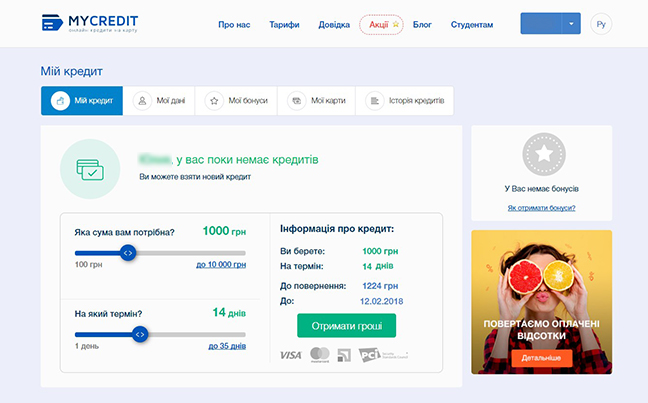 MYCREDIT
онлайн кредити на карту
Про нас
Тарифи
Довідка
Акції
Блог
Студентам
Ру
Мій кредит
Мій кредит
Мої дані
Мої бонуси
Мої карти
Історія кредитів
, у вас поки немає кредитів
Ви можете взяти новий кредит
Яка сума вам потрібна?
1000 грн
100 грн
до 10 000 грн
На який термін?
14 днів
1 день
до 35 днів
Інформація про кредит:
Ви берете: 1000 грн
На термін: 14 днів
До повернення: 1224 грн
До: 12.02.2018
Отримати гроші
VISA
PCI
У Вас немає бонусів
Як отримати бонуси?
ПОВЕРТАЄМО ОПЛАЧЕНІ
ВІДСОТКИ
Детальніше